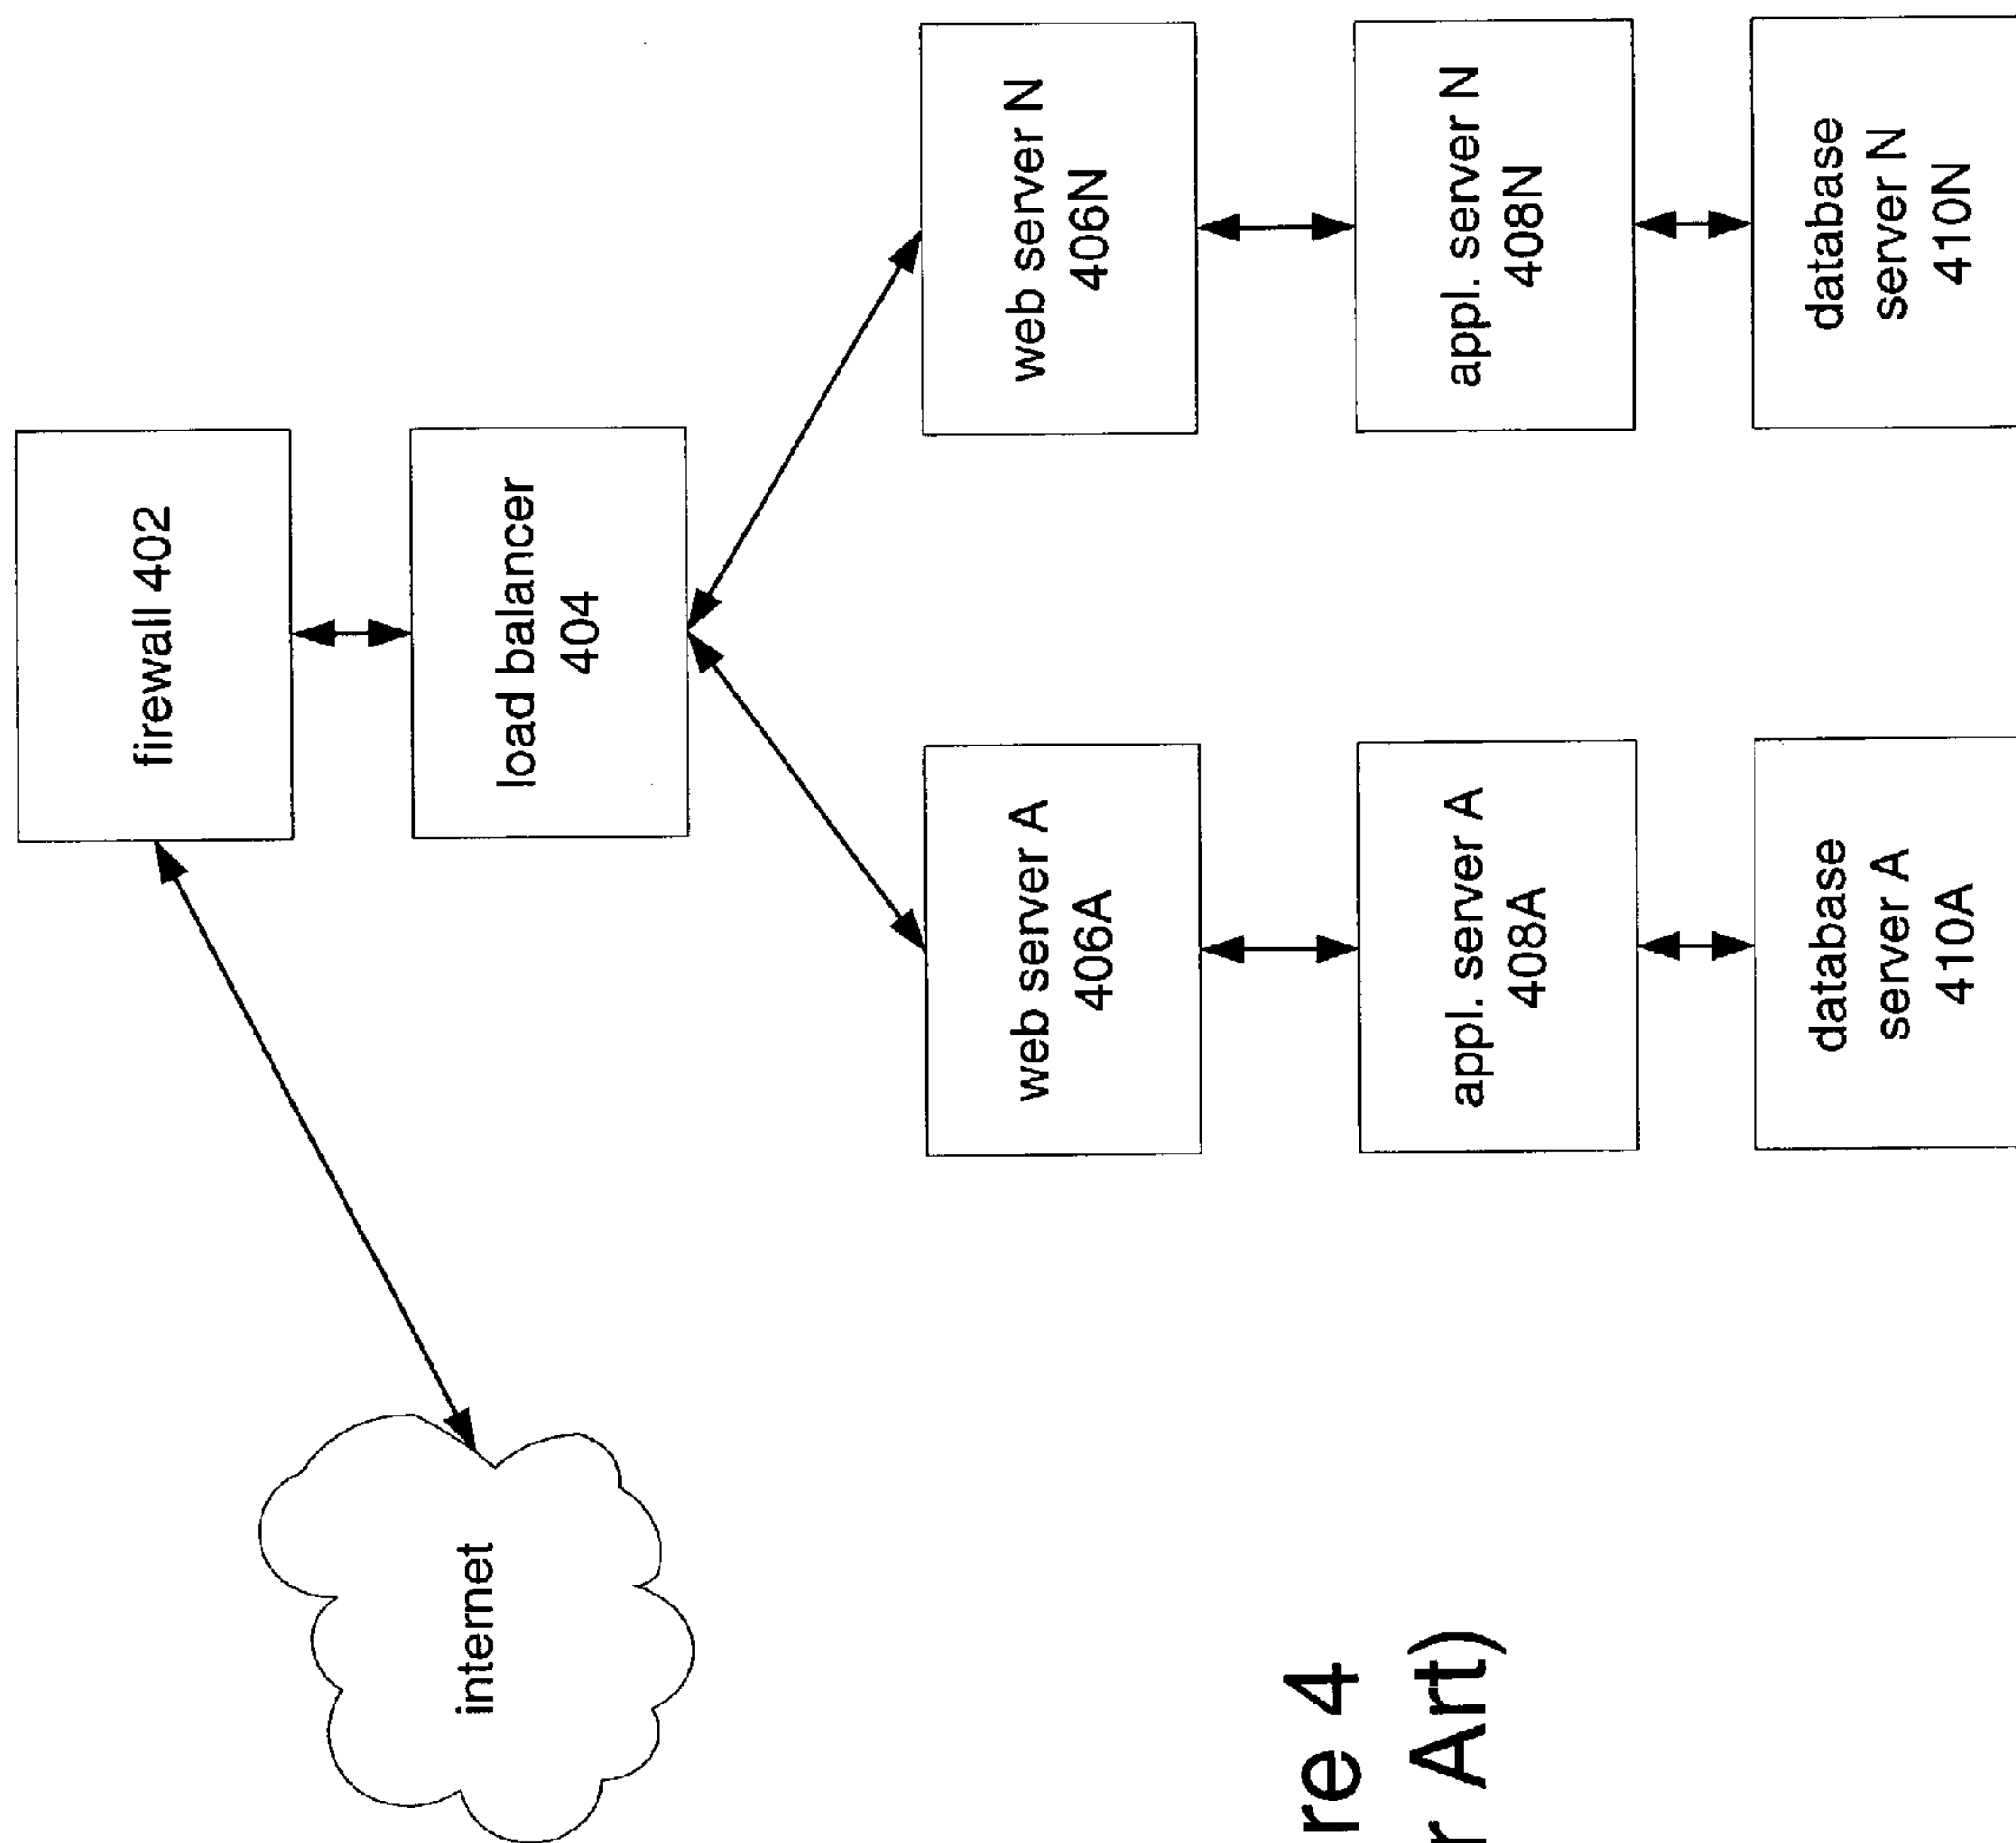 internet
firewall 402
load balancer
404
web server A
406A
web server N
406N
appl. server A
408A
appl. server N
408N
database
server A
410A
database
server N
410N
re 4
r Art)